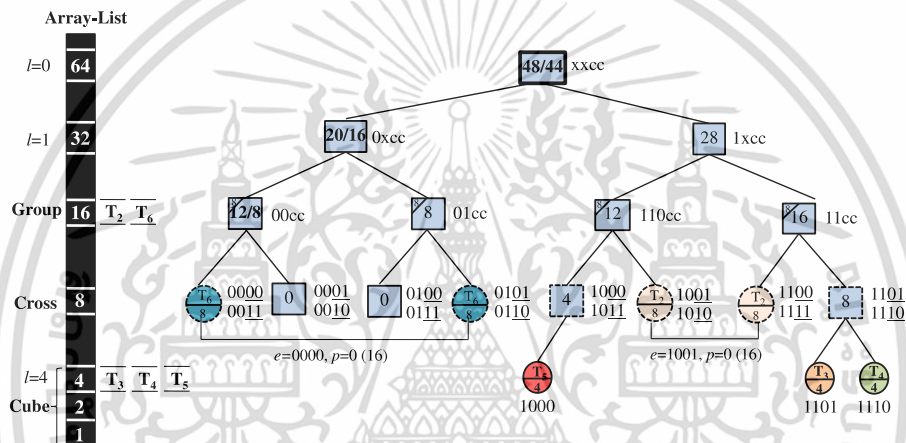 Array-List
l=0 64 48/44 xxcc
l=1 32 20/16 0xcc 28 1xcc
Group 16 T2 T6 8 12/8 00cc 8 8 01cc 8 12 110cc 8 16 11cc
Cross 8 T6 8 0000 0 0001 0 0100 T6 8 0101 4 1000 T2 8 1001 T2 8 1100 8 1101
0011 0010 0111 0110 1011 1010 1111 1110
e=0000, p=0 (16) e=1001, p=0 (16)
l=4 4 T3 T4 T5 T5 4 T3 4 T4 4
Cube 2 1000 1101 1110
1